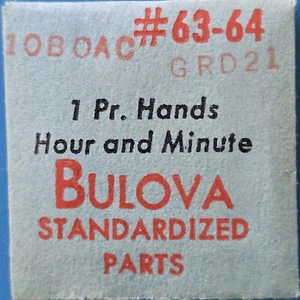 #63-64
10BOAC
GRD21
1 Pr. Hands
Hour and Minute
BULOVA
STANDARDIZED
PARTS